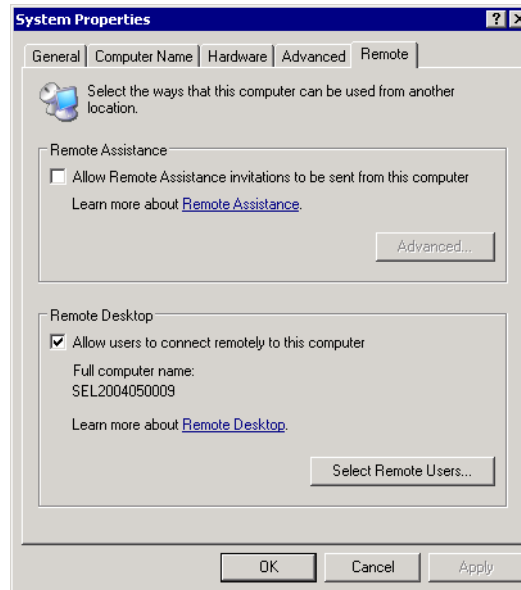 System Properties
General
Computer Name
Hardware
Advanced
Remote
Select the ways that this computer can be used from another
location.
Remote Assistance
Allow Remote Assistance invitations to be sent from this computer
Learn more about Remote Assistance.
Advanced...
Remote Desktop
Allow users to connect remotely to this computer
Full computer name:
SEL2004050009
Learn more about Remote Desktop.
Select Remote Users...
OK
Cancel
Apply